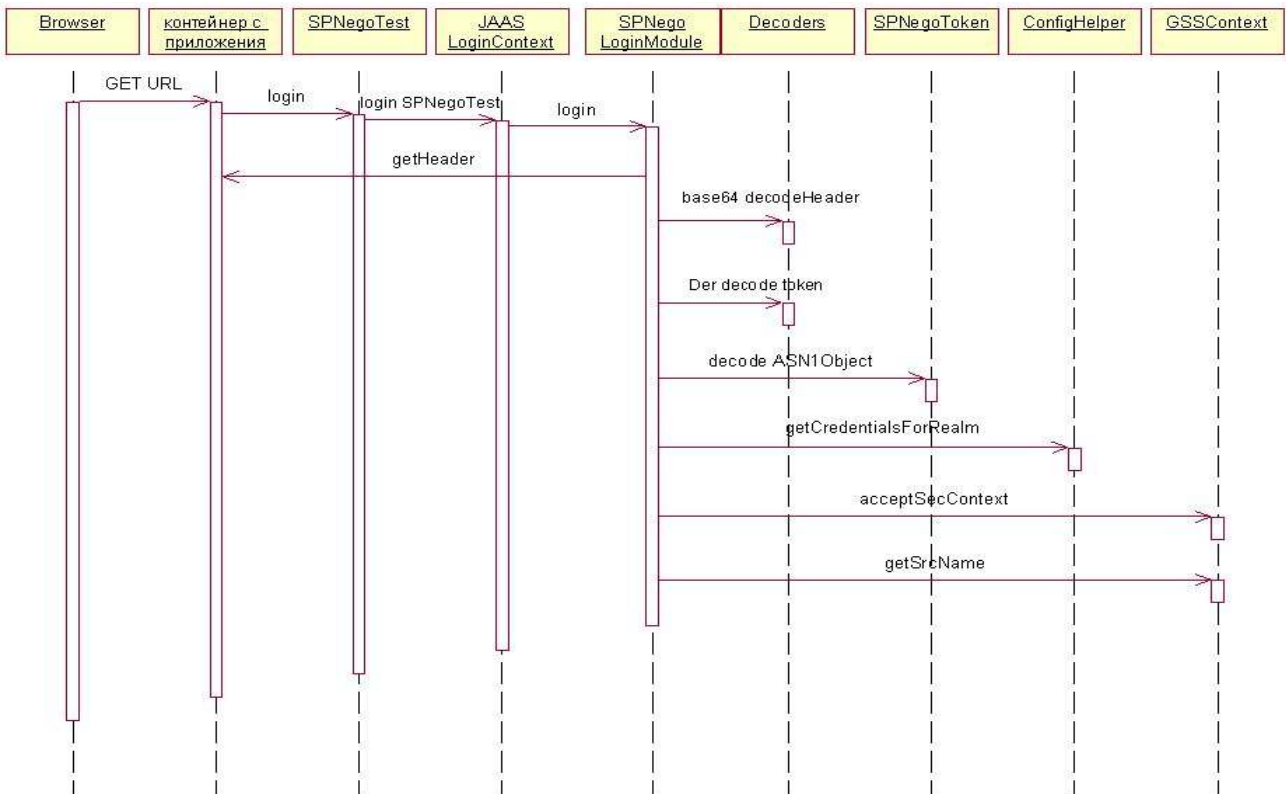 Browser
контейнер с
приложения
SPNegoTest
JAAS
LoginContext
SPNego
LoginModule
Decoders
SPNegoToken
ConfigHelper
GSSContext
GET URL
login
login SPNegoTest
login
getHeader
base64 decodeHeader
Der decode token
decode ASN1Object
getCredentialsForRealm
acceptSecContext
getSrcName